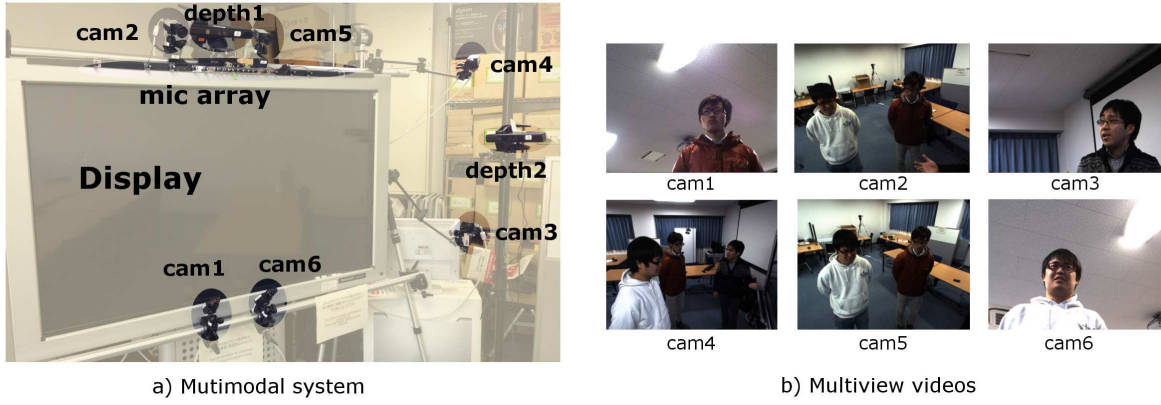 depth1
cam2
cam5
cam4
mic array
Display
depth2
cam3
cam1
cam6
a) Mutimodal system
cam1
cam2
cam3
cam4
cam5
cam6
b) Multiview videos